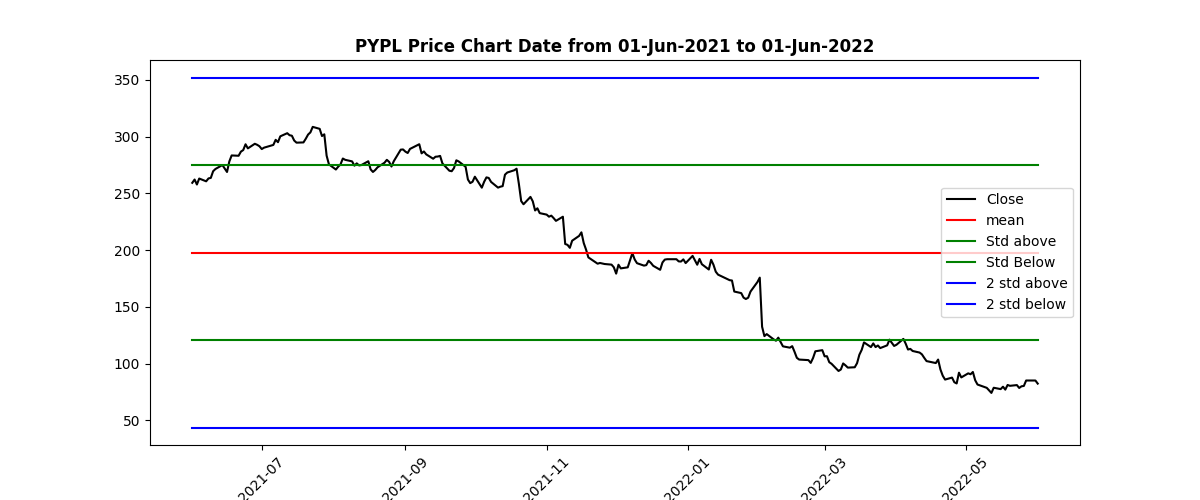 PYPL Price Chart Date from 01-Jun-2021 to 01-Jun-2022
350
300
250
200
150
100
50
Close
mean
Std above
Std Below
2 std above
2 std below
2021-07
2021-09
2021-11
2022-01
2022-03
2022-05